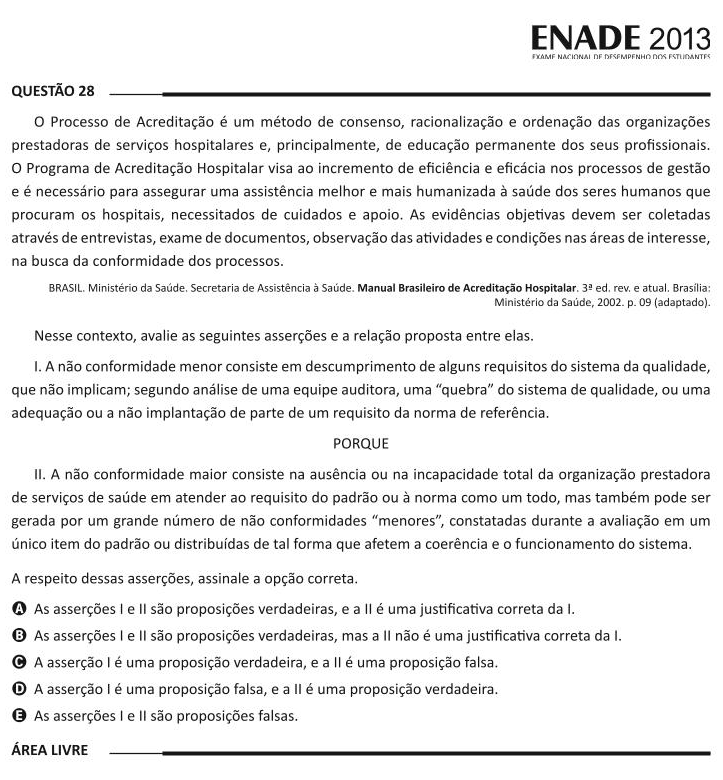 ENADE 2013
EXAME NACIONAL DE DESEMPENHO DOS ESTUDANTES
QUESTÃO 28
O Processo de Acreditação é um método de consenso, racionalização e ordenação das organizações
prestadoras de serviços hospitalares e, principalmente, de educação permanente dos seus profissionais.
O Programa de Acreditação Hospitalar visa ao incremento de eficiência e eficácia nos processos de gestão
e é necessário para assegurar uma assistência melhor e mais humanizada à saúde dos seres humanos que
procuram os hospitais, necessitados de cuidados e apoio. As evidências objetivas devem ser coletadas
através de entrevistas, exame de documentos, observação das atividades e condições nas áreas de interesse,
na busca da conformidade dos processos.
BRASIL. Ministério da Saúde. Secretaria de Assistência à Saúde. Manual Brasileiro de Acreditação Hospitalar. 3ª ed. rev. e atual. Brasília:
Ministério da Saúde, 2002. p. 09 (adaptado).
Nesse contexto, avalie as seguintes asserções e a relação proposta entre elas.
I. A não conformidade menor consiste em descumprimento de alguns requisitos do sistema da qualidade,
que não implicam; segundo análise de uma equipe auditora, uma “quebra” do sistema de qualidade, ou uma
adequação ou a não implantação de parte de um requisito da norma de referência.
PORQUE
II. A não conformidade maior consiste na ausência ou na incapacidade total da organização prestadora
de serviços de saúde em atender ao requisito do padrão ou à norma como um todo, mas também pode ser
gerada por um grande número de não conformidades “menores”, constatadas durante a avaliação em um
único item do padrão ou distribuídas de tal forma que afetem a coerência e o funcionamento do sistema.
A respeito dessas asserções, assinale a opção correta.
A As asserções I e II são proposições verdadeiras, e a II é uma justificativa correta da I.
B As asserções I e II são proposições verdadeiras, mas a II não é uma justificativa correta da I.
C A asserção I é uma proposição verdadeira, e a II é uma proposição falsa.
D A asserção I é uma proposição falsa, e a II é uma proposição verdadeira.
E As asserções I e II são proposições falsas.
ÁREA LIVRE